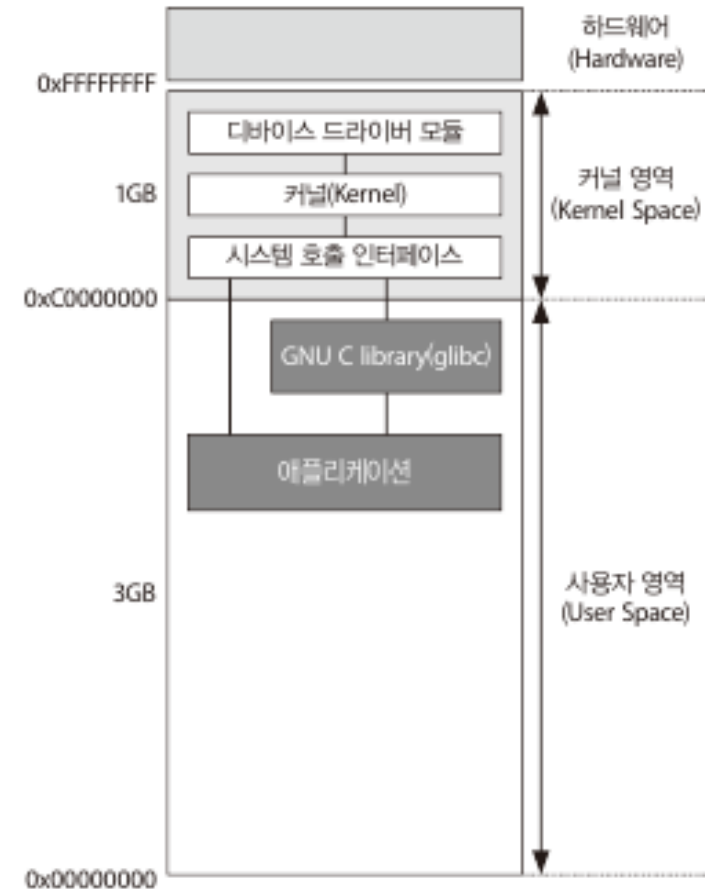 하드웨어
(Hardware)
0xFFFFFFFF
디바이스 드라이버 모듈
1GB
커널(Kernel)
커널 영역
(Kernel Space)
시스템 호출 인터페이스
0xC0000000
GNU C library(glibc)
애플리케이션
3GB
사용자 영역
(User Space)
0x00000000